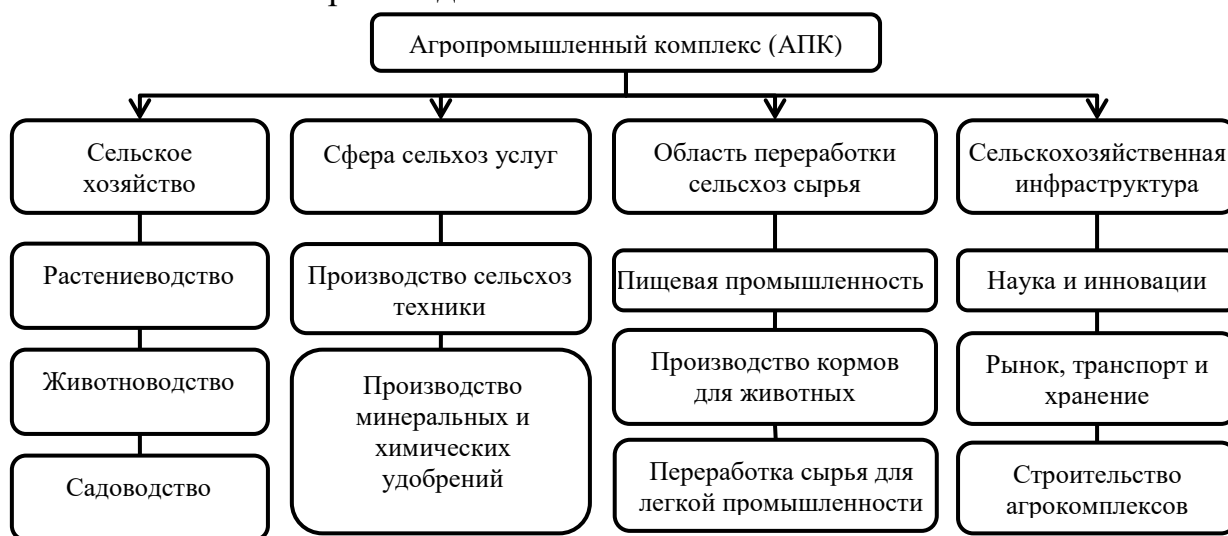 Агропромышленный комплекс (АПК)
Сельское
хозяйство
Растениеводство
Животноводство
Садоводство
Сфера сельхоз услуг
Производство сельсхоз
техники
Производство
минеральных и
химических
удобрений
Область переработки
сельсхоз сырья
Пищевая промышленность
Производство кормов
для животных
Переработка сырья для
легкой промышленности
Сельскохозяйственная
инфраструктура
Наука и инновации
Рынок, транспорт и
хранение
Строительство
агрокомплексов